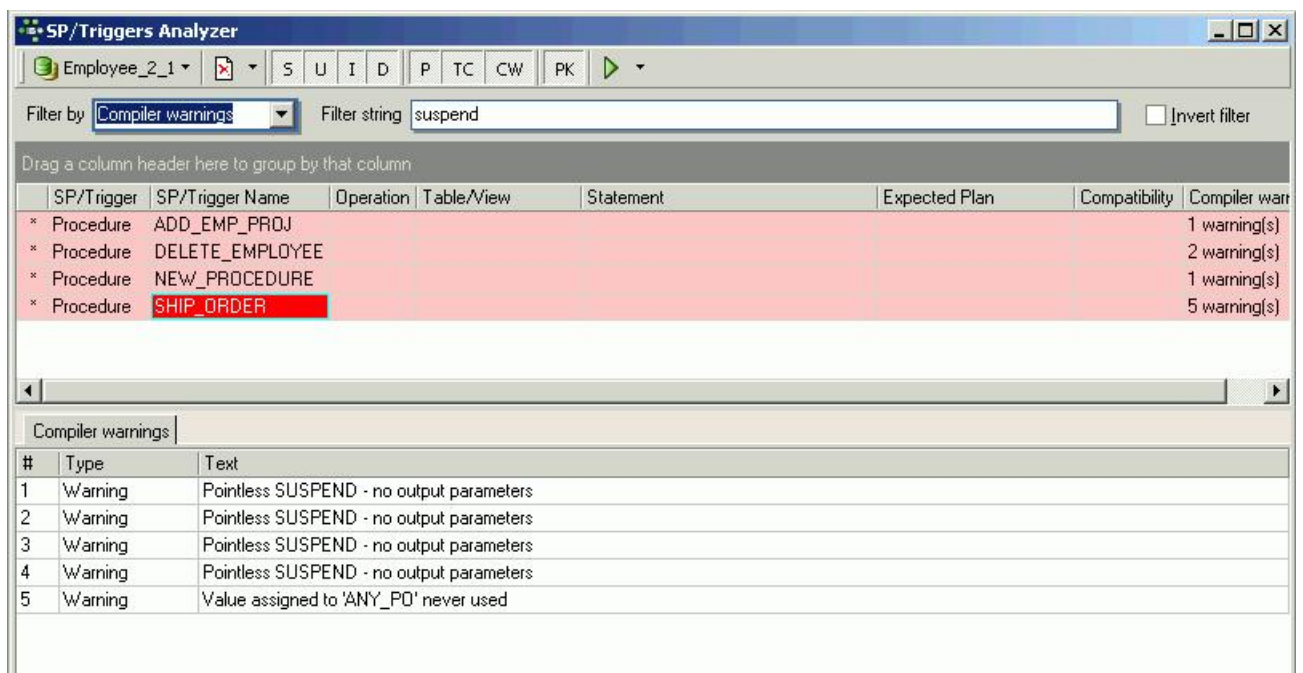 SP/Triggers Analyzer
Employee_2_1 S U I D P TC CW PK
Filter by Compiler warnings Filter string suspend Invert filter
Drag a column header here to group by that column
SP/Trigger SP/Trigger Name Operation Table/View Statement Expected Plan Compatibility Compiler warr
* Procedure ADD_EMP_PROJ 1 warning(s)
* Procedure DELETE_EMPLOYEE 2 warning(s)
* Procedure NEW_PROCEDURE 1 warning(s)
* Procedure SHIP_ORDER 5 warning(s)
Compiler warnings
# Type Text
1 Warning Pointless SUSPEND - no output parameters
2 Warning Pointless SUSPEND - no output parameters
3 Warning Pointless SUSPEND - no output parameters
4 Warning Pointless SUSPEND - no output parameters
5 Warning Value assigned to 'ANY_PO' never used